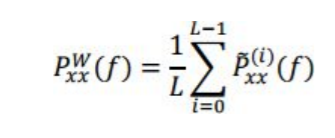 P_{xx}^{W}(f) = \frac{1}{L} \sum_{i=0}^{L-1} \tilde{P}_{xx}^{(i)}(f)